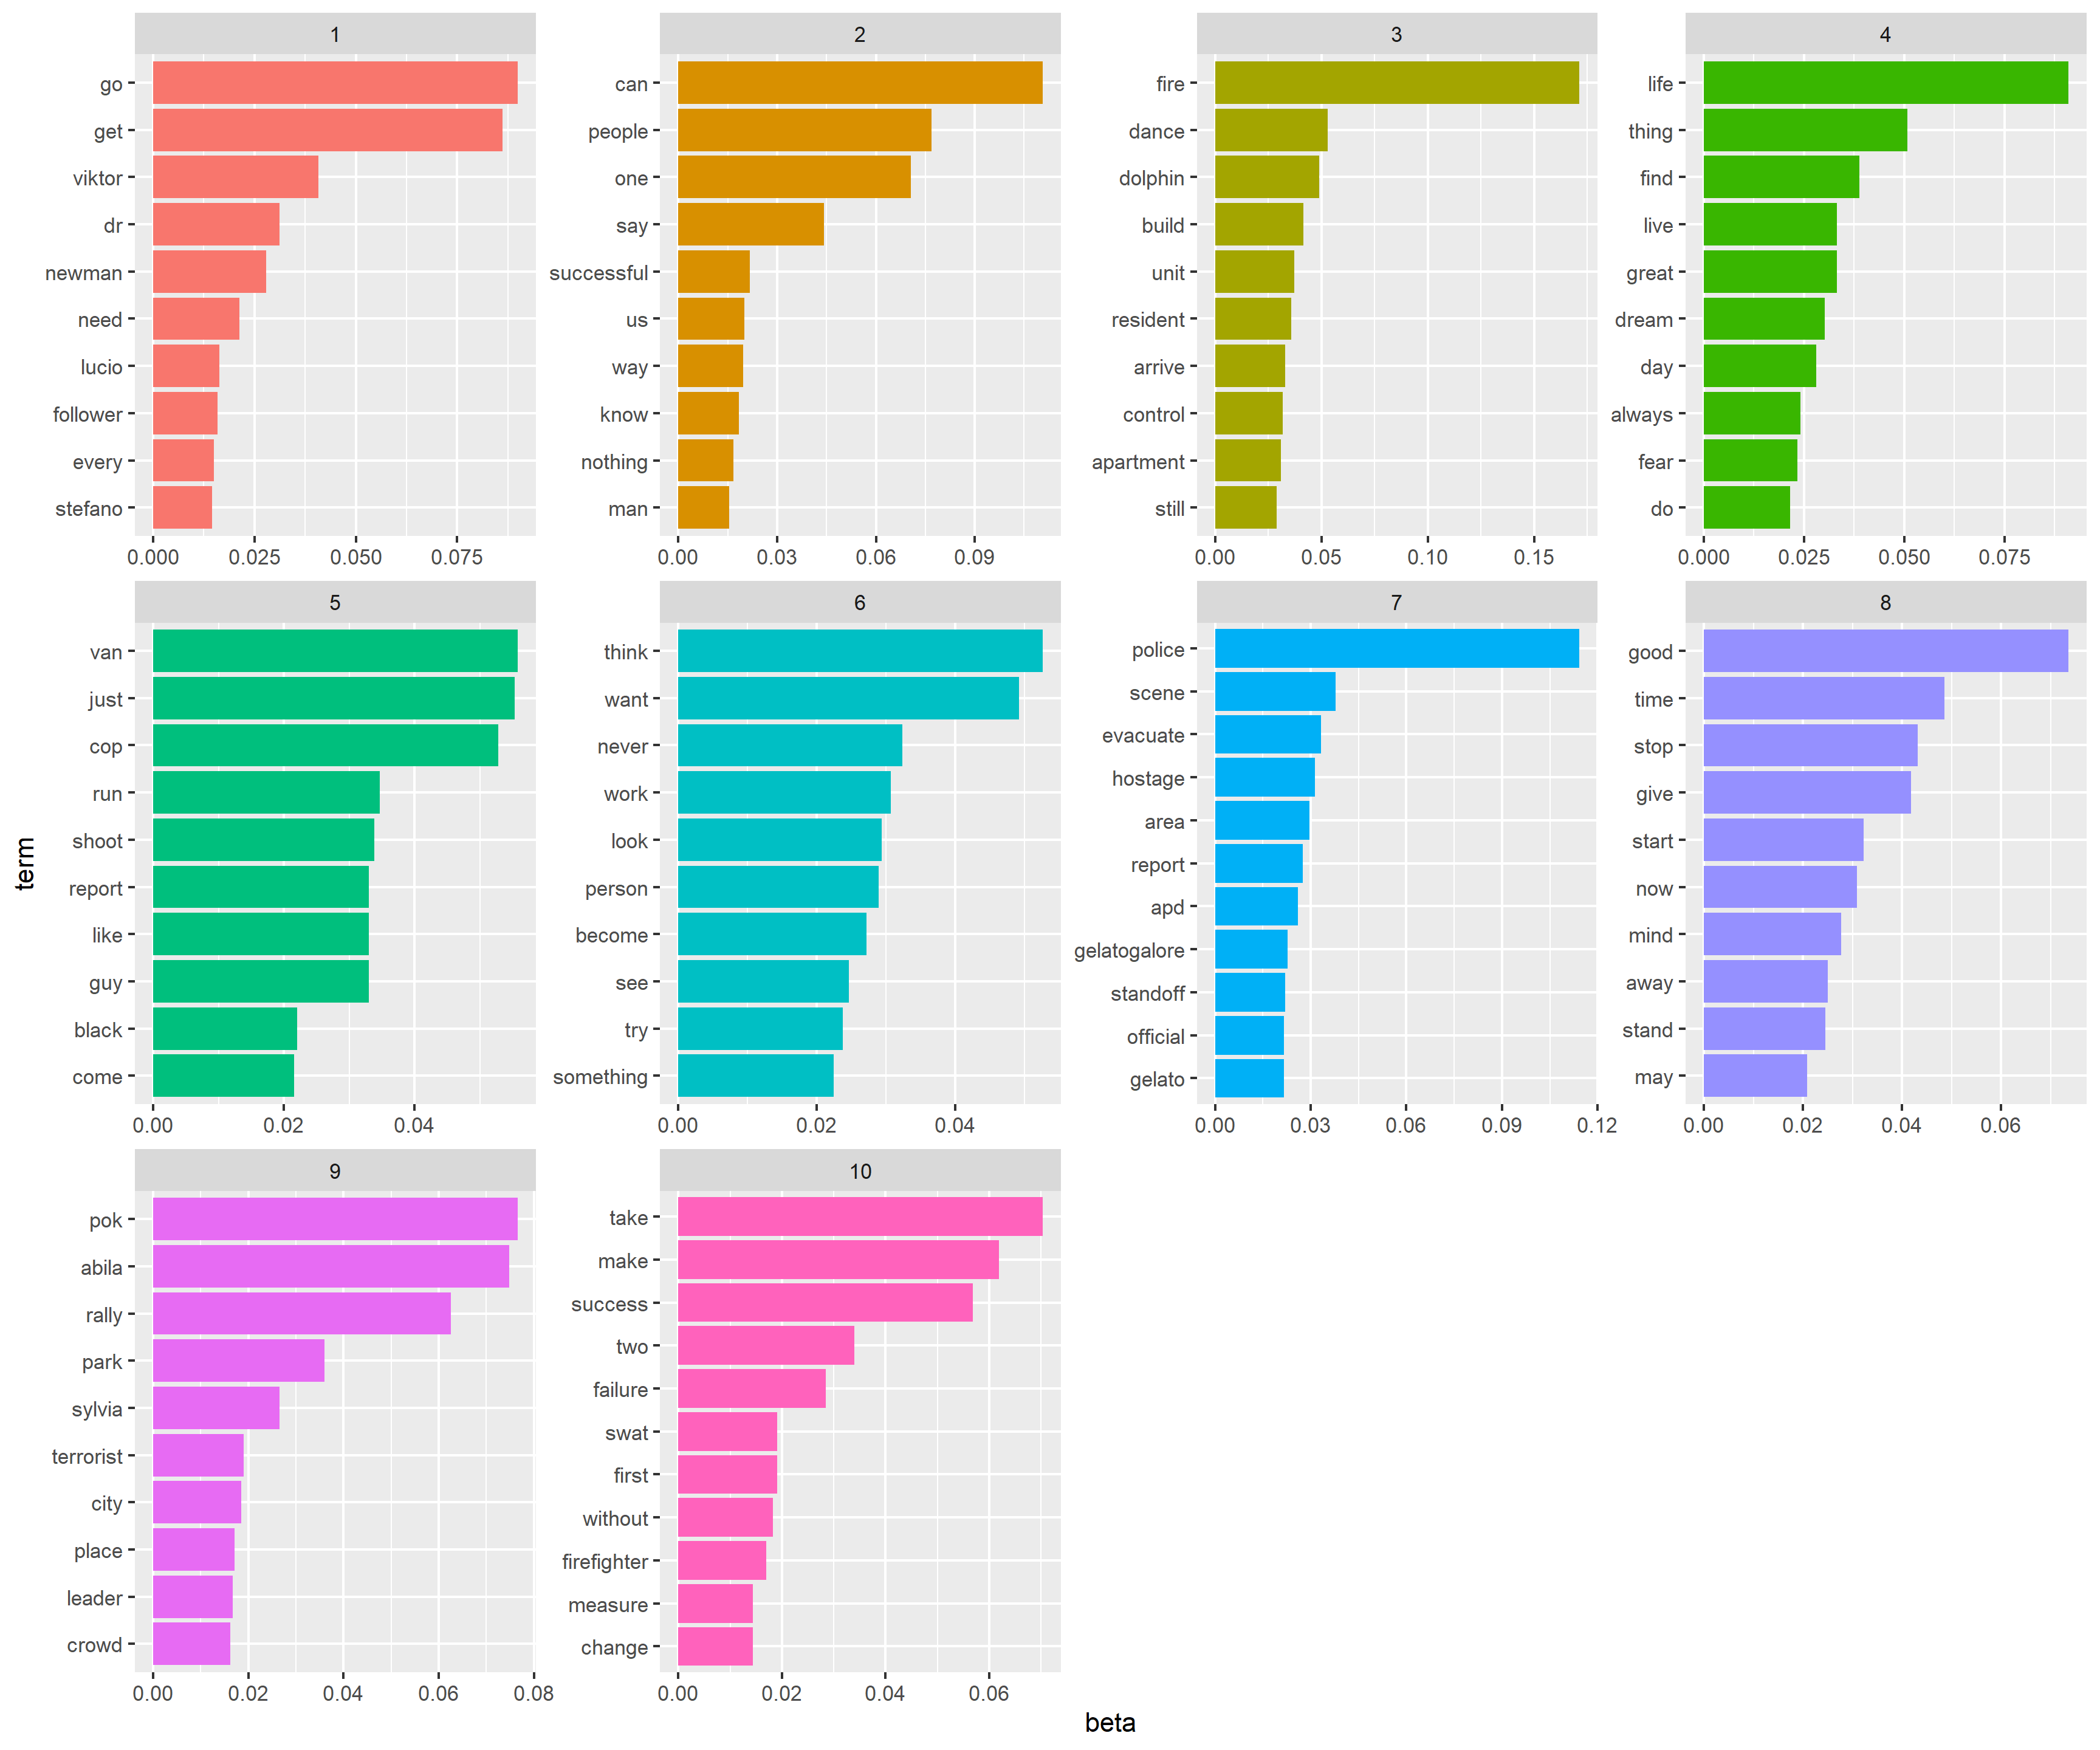 1
go
get
viktor
dr
newman
need
lucio
follower
every
stefano
0.000 0.025 0.050 0.075
2
can
people
one
say
successful
us
way
know
nothing
man
0.00 0.03 0.06 0.09
3
fire
dance
dolphin
build
unit
resident
arrive
control
apartment
still
0.00 0.05 0.10 0.15
4
life
thing
find
live
great
dream
day
always
fear
do
0.000 0.025 0.050 0.075
5
van
just
cop
run
shoot
report
like
guy
black
come
0.00 0.02 0.04
6
think
want
never
work
look
person
become
see
try
something
0.00 0.02 0.04
7
police
scene
evacuate
hostage
area
report
apd
gelatogalore
standoff
official
gelato
0.00 0.03 0.06 0.09 0.12
8
good
time
stop
give
start
now
mind
away
stand
may
0.00 0.02 0.04 0.06
9
pok
abila
rally
park
sylvia
terrorist
city
place
leader
crowd
0.00 0.02 0.04 0.06 0.08
10
take
make
success
two
failure
swat
first
without
firefighter
measure
change
0.00 0.02 0.04 0.06
term
beta